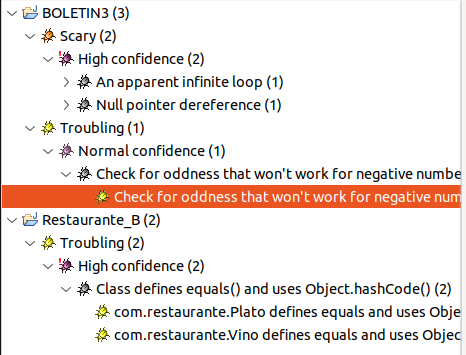 BOLETIN3 (3)
Scary (2)
High confidence (2)
An apparent infinite loop (1)
Null pointer dereference (1)
Troubling (1)
Normal confidence (1)
Check for oddness that won't work for negative numbe
Check for oddness that won't work for negative num
Restaurante_B (2)
Troubling (2)
High confidence (2)
Class defines equals() and uses Object.hashCode() (2)
com.restaurante.Plato defines equals and uses Obje
com.restaurante.Vino defines equals and uses Objec